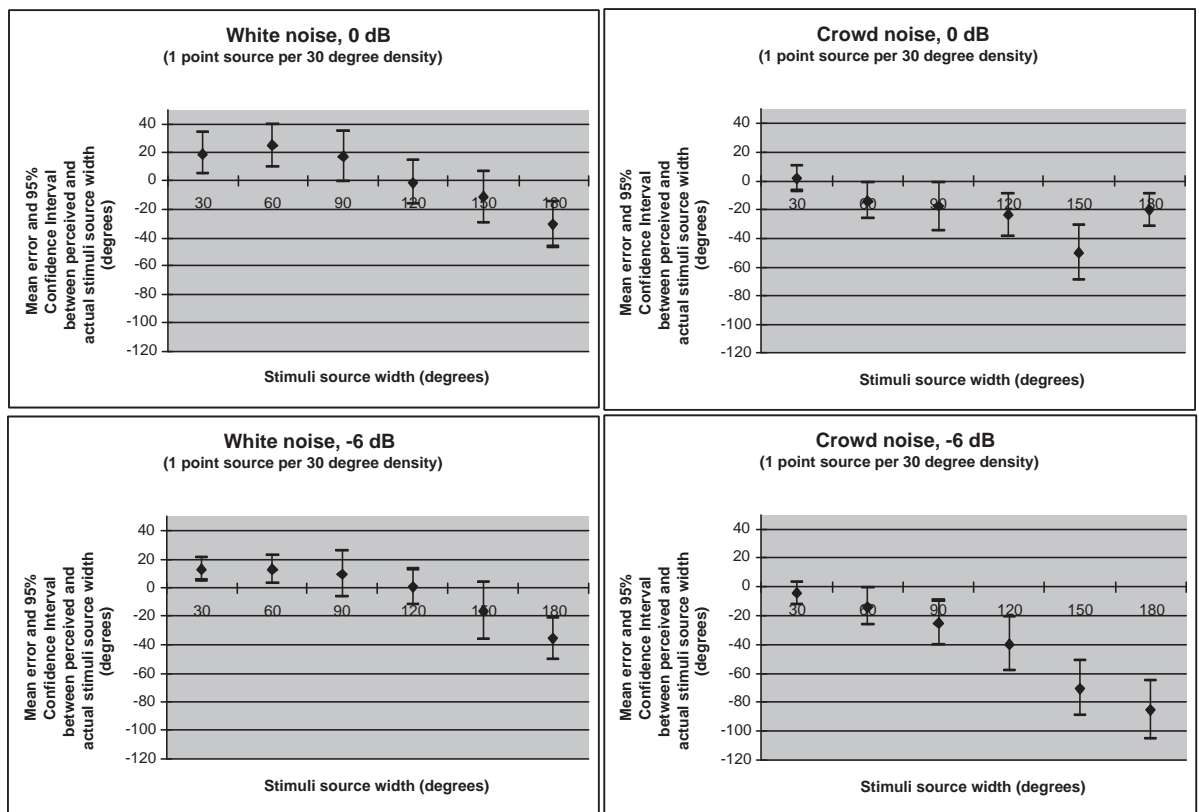 White noise, 0 dB
(1 point source per 30 degree density)
Mean error and 95%
Confidence Interval
between perceived and
actual stimuli source width
(degrees)
40
20
0
-20
-40
-60
-80
-100
-120
30 60 90 120 150 180
Stimuli source width (degrees)
Crowd noise, 0 dB
(1 point source per 30 degree density)
Mean error and 95%
Confidence Interval
between perceived and
actual stimuli source width
(degrees)
40
20
0
-20
-40
-60
-80
-100
-120
30 60 90 120 150 180
Stimuli source width (degrees)
White noise, -6 dB
(1 point source per 30 degree density)
Mean error and 95%
Confidence Interval
between perceived and
actual stimuli source width
(degrees)
40
20
0
-20
-40
-60
-80
-100
-120
30 60 90 120 150 180
Stimuli source width (degrees)
Crowd noise, -6 dB
(1 point source per 30 degree density)
Mean error and 95%
Confidence Interval
between perceived and
actual stimuli source width
(degrees)
40
20
0
-20
-40
-60
-80
-100
-120
30 60 90 120 150 180
Stimuli source width (degrees)